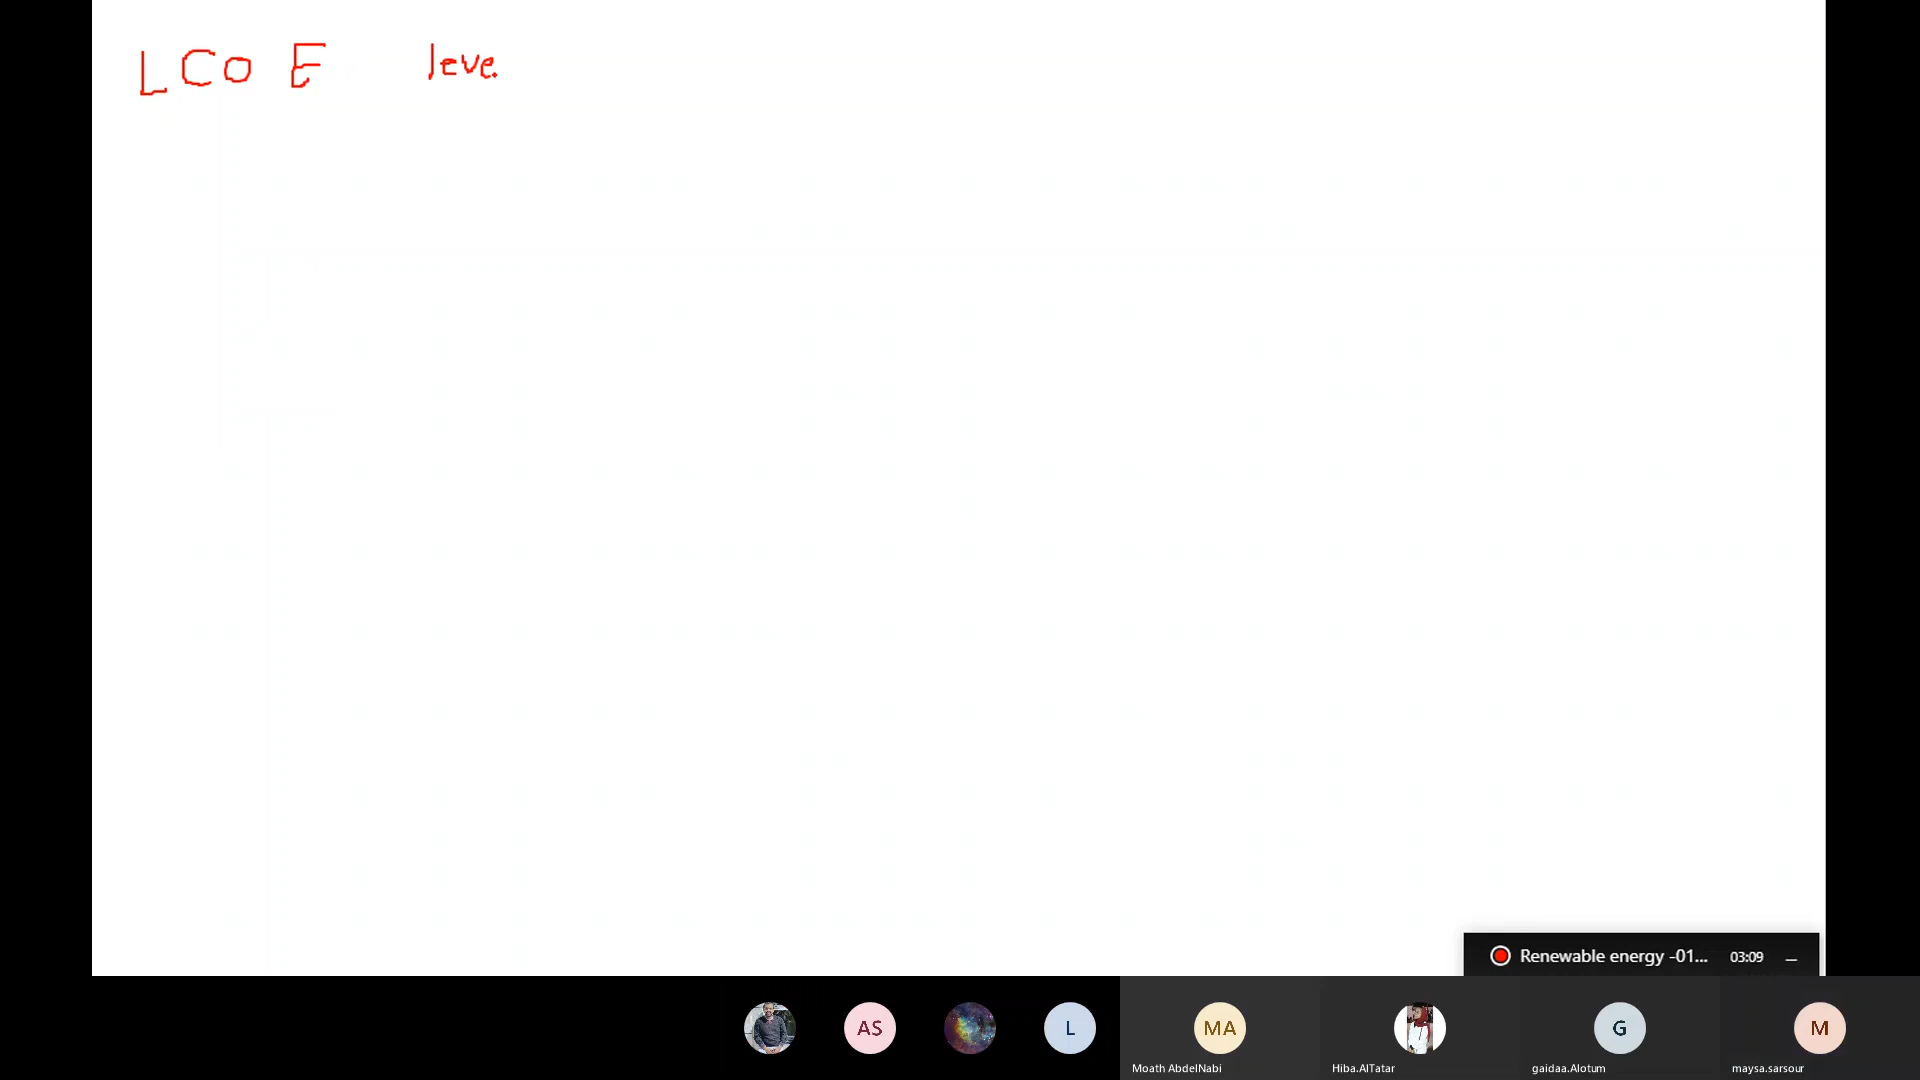 LCOE leve.
Renewable energy -01... 03:09
AS L MA G M
Moath AbdelNabi Hiba.AlTatar gaidaa.Alotum maysa.sarsour